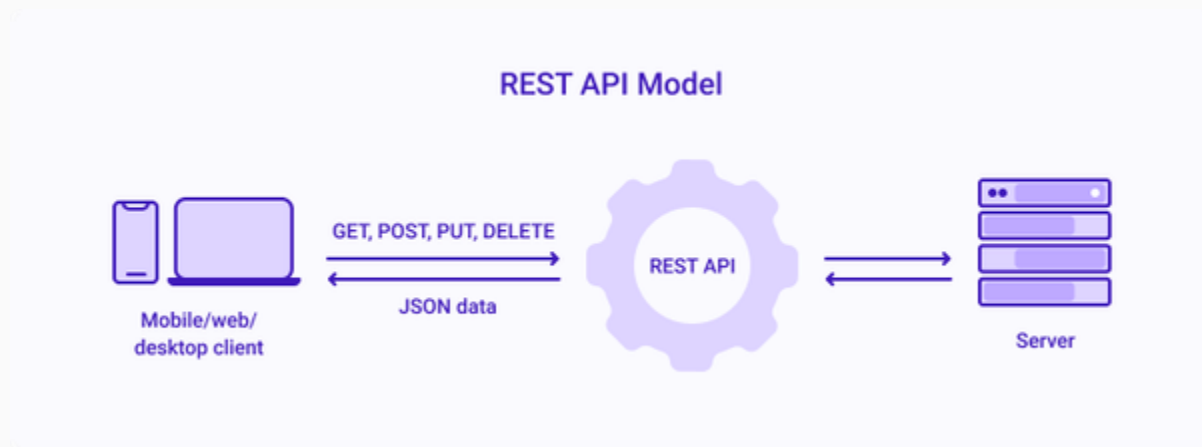 REST API Model
GET, POST, PUT, DELETE
REST API
JSON data
Mobile/web/
desktop client
Server